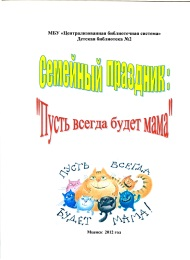 МБУ «Централизованная библиотечная система»
Детская библиотека №2
Семейный праздник:
"Пусть всегда будет мама"
ПУСТЬ ВСЕГДА
БУДЕТ МАМА!
2012 год